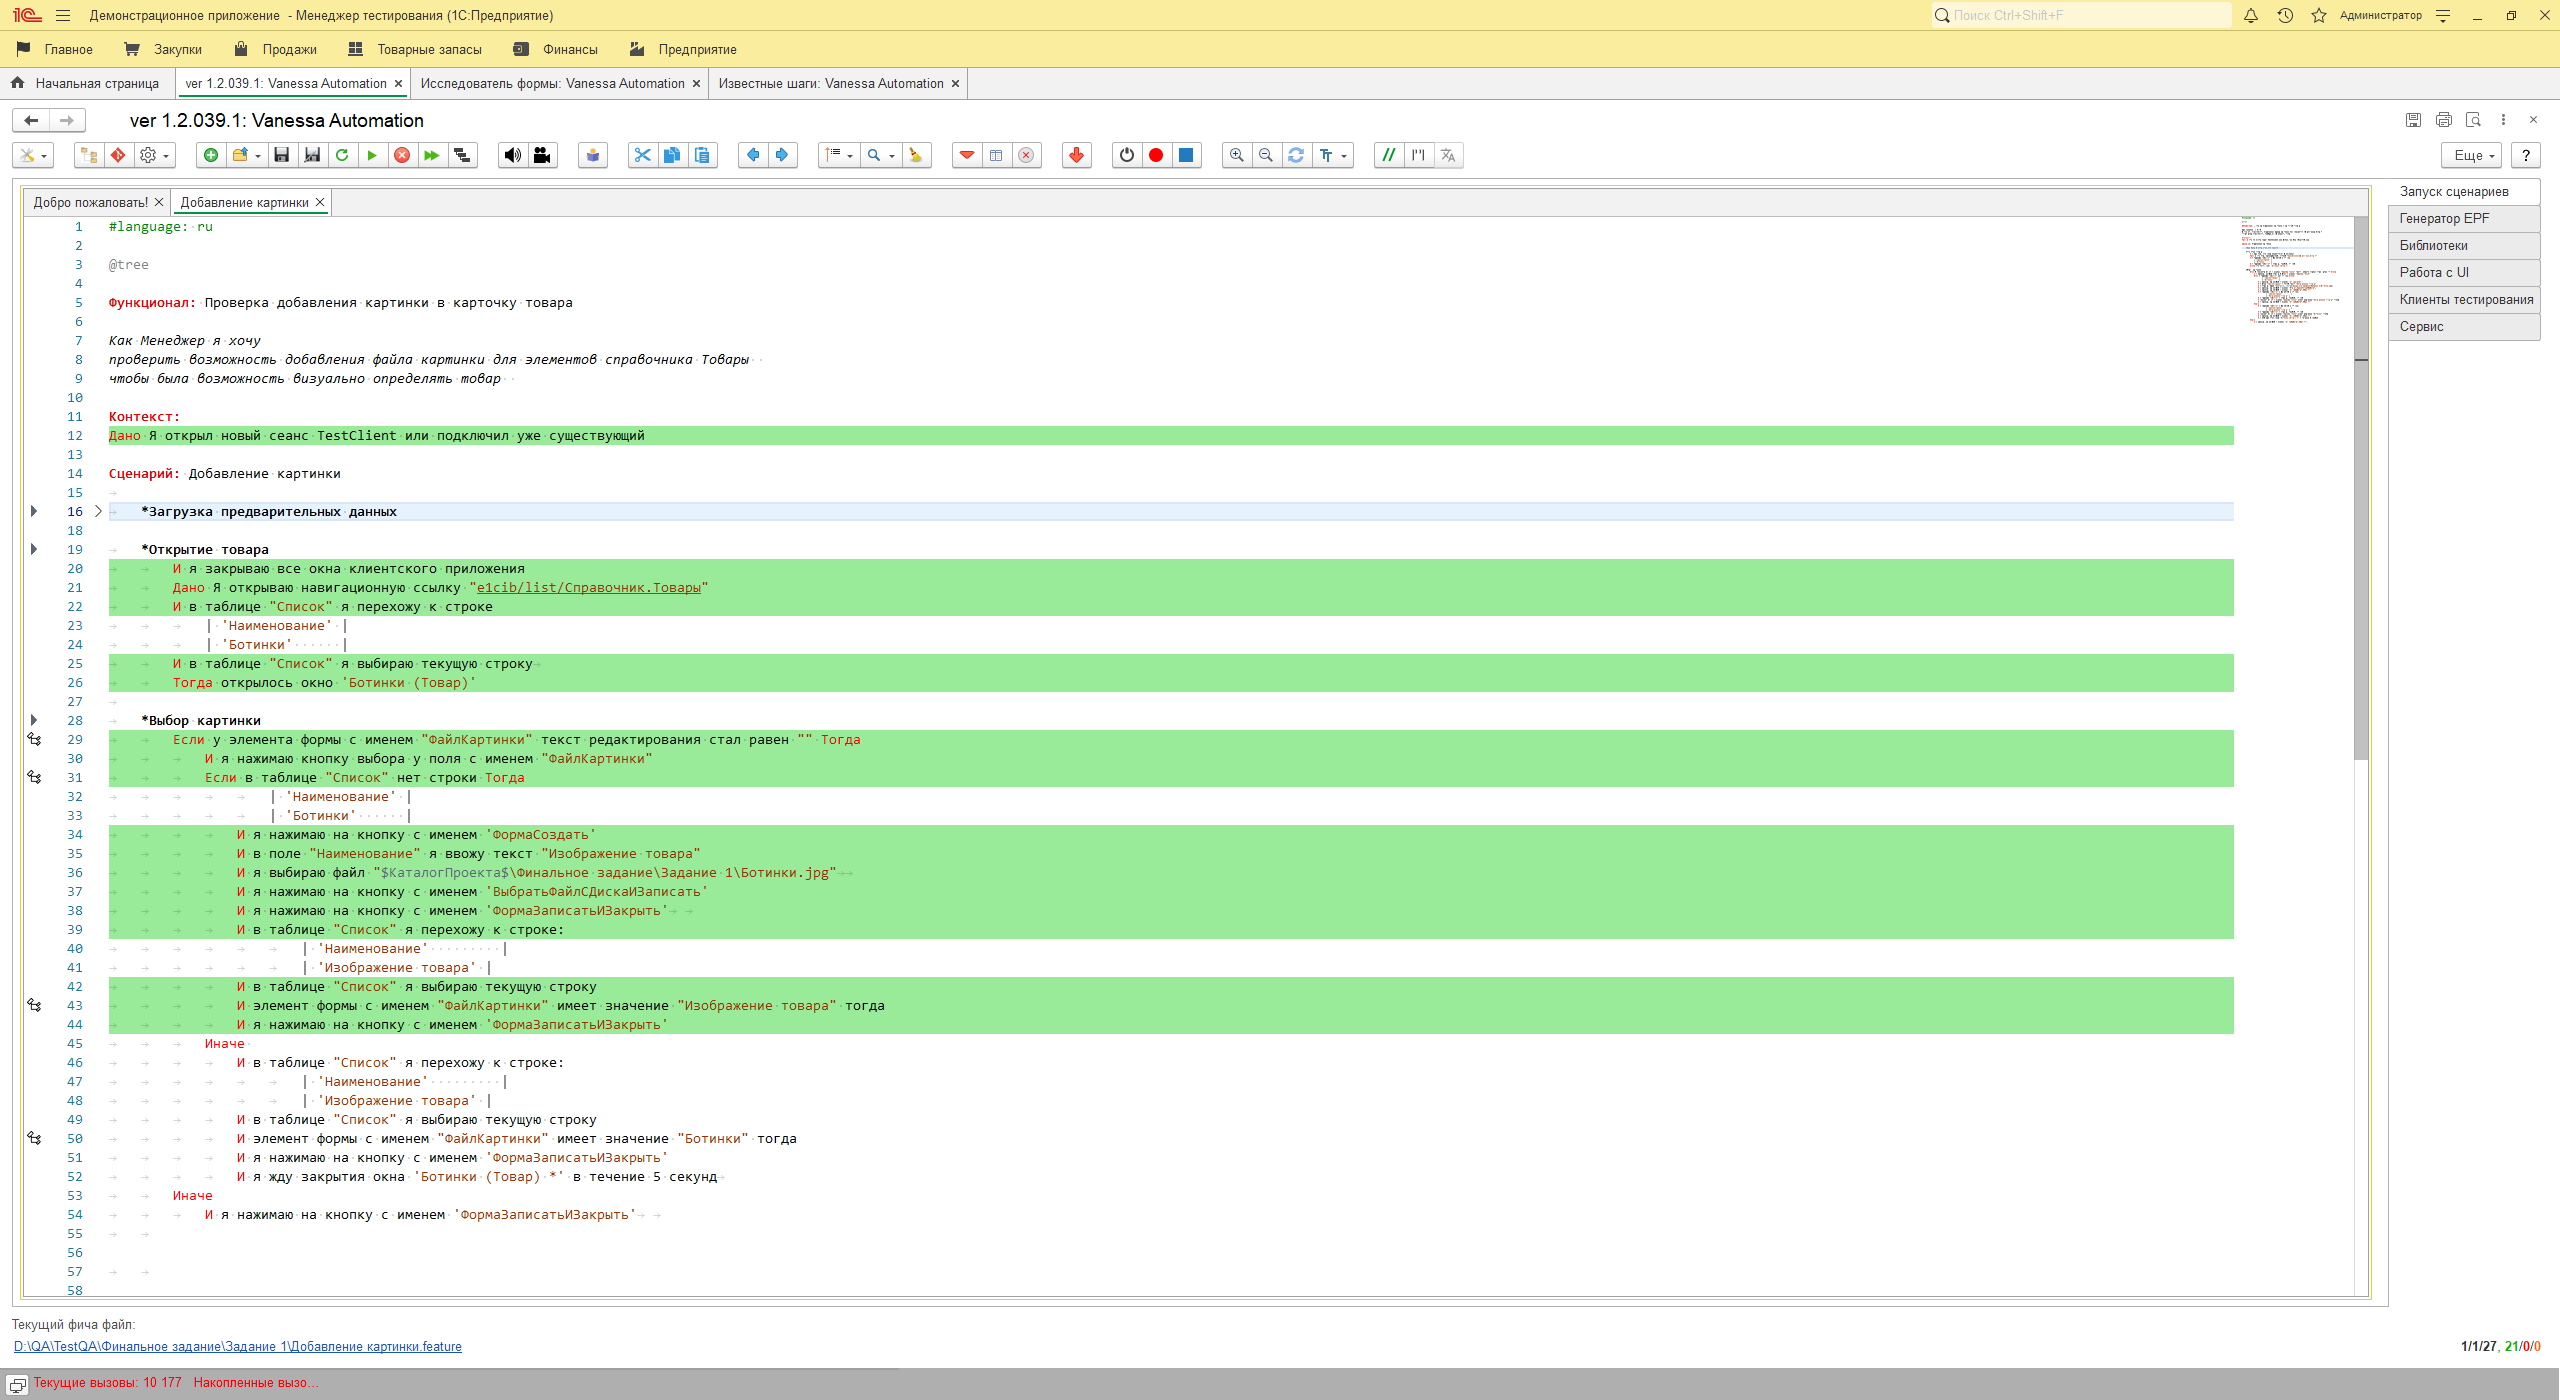 Демонстрационное приложение - Менеджер тестирования (1С:Предприятие)
Поиск Ctrl+Shift+F
Администратор
Главное
Закупки
Продажи
Товарные запасы
Финансы
Предприятие
Начальная страница
ver 1.2.039.1: Vanessa Automation
Исследователь формы: Vanessa Automation
Известные шаги: Vanessa Automation
ver 1.2.039.1: Vanessa Automation
Еще
?
Добро пожаловать!
Добавление картинки
Запуск сценариев
Генератор EPF
Библиотеки
Работа с UI
Клиенты тестирования
Сервис
1 #language: ru
2
3 @tree
4
5 Функционал: Проверка добавления картинки в карточку товара
6
7 Как Менеджер я хочу
8 проверить возможность добавления файла картинки для элементов справочника Товары
9 чтобы была возможность визуально определять товар
10
11 Контекст:
12 Дано Я открыл новый сеанс TestClient или подключил уже существующий
13
14 Сценарий: Добавление картинки
15
16 *Загрузка предварительных данных
18
19 *Открытие товара
20 И я закрываю все окна клиентского приложения
21 Дано Я открываю навигационную ссылку "e1cib/list/Справочник.Товары"
22 И в таблице "Список" я перехожу к строке
23 | 'Наименование' |
24 | 'Ботинки' |
25 И в таблице "Список" я выбираю текущую строку
26 Тогда открылось окно 'Ботинки (Товар)'
27
28 *Выбор картинки
29 Если у элемента формы с именем "ФайлКартинки" текст редактирования стал равен "" Тогда
30 И я нажимаю кнопку выбора у поля с именем "ФайлКартинки"
31 Если в таблице "Список" нет строки Тогда
32 | 'Наименование' |
33 | 'Ботинки' |
34 И я нажимаю на кнопку с именем 'ФормаСоздать'
35 И в поле "Наименование" я ввожу текст "Изображение товара"
36 И я выбираю файл "$КаталогПроекта$\Финальное задание\Задание 1\Ботинки.jpg"
37 И я нажимаю на кнопку с именем 'ВыбратьФайлСДискаИЗаписать'
38 И я нажимаю на кнопку с именем 'ФормаЗаписатьИЗакрыть'
39 И в таблице "Список" я перехожу к строке:
40 | 'Наименование' |
41 | 'Изображение товара' |
42 И в таблице "Список" я выбираю текущую строку
43 И элемент формы с именем "ФайлКартинки" имеет значение "Изображение товара" тогда
44 И я нажимаю на кнопку с именем 'ФормаЗаписатьИЗакрыть'
45 Иначе
46 И в таблице "Список" я перехожу к строке:
47 | 'Наименование' |
48 | 'Изображение товара' |
49 И в таблице "Список" я выбираю текущую строку
50 И элемент формы с именем "ФайлКартинки" имеет значение "Ботинки" тогда
51 И я нажимаю на кнопку с именем 'ФормаЗаписатьИЗакрыть'
52 И я жду закрытия окна 'Ботинки (Товар) *' в течение 5 секунд
53 Иначе
54 И я нажимаю на кнопку с именем 'ФормаЗаписатьИЗакрыть'
55
56
57
58
Текущий фича файл:
D:\QA\TestQA\Финальное задание\Задание 1\Добавление картинки.feature
1/1/27, 21/0/0
Текущие вызовы: 10 177 Накопленные вызо...